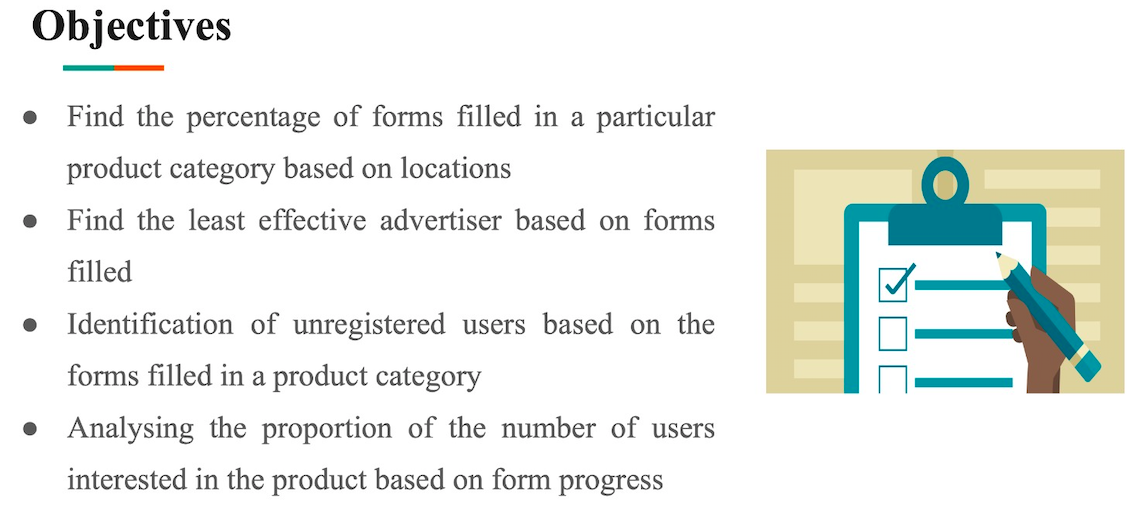 Objectives
● Find the percentage of forms filled in a particular
product category based on locations
● Find the least effective advertiser based on forms
filled
● Identification of unregistered users based on the
forms filled in a product category
● Analysing the proportion of the number of users
interested in the product based on form progress